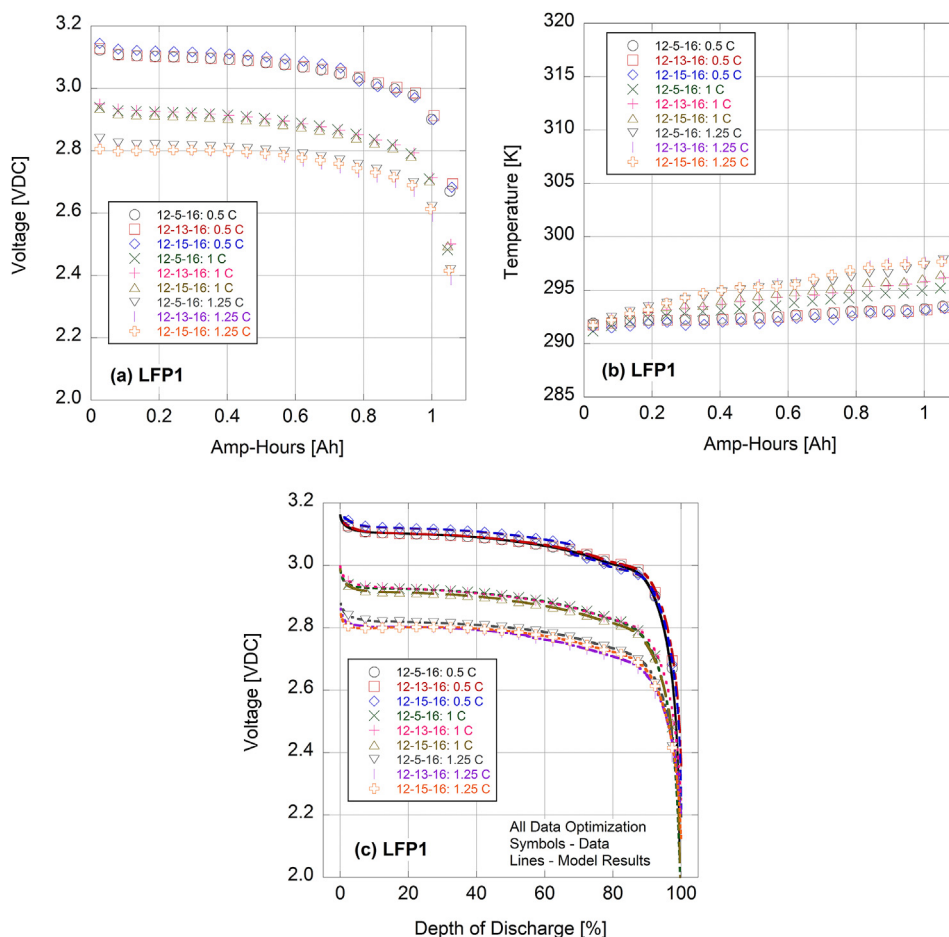 3.2
3.0
2.8
2.6
2.4
2.2
2.0
Voltage [VDC]
12-5-16: 0.5 C
12-13-16: 0.5 C
12-15-16: 0.5 C
12-5-16: 1 C
12-13-16: 1 C
12-15-16: 1 C
12-5-16: 1.25 C
12-13-16: 1.25 C
12-15-16: 1.25 C
(a) LFP1
0 0.2 0.4 0.6 0.8 1
Amp-Hours [Ah]
320
315
310
305
300
295
290
285
Temperature [K]
12-5-16: 0.5 C
12-13-16: 0.5 C
12-15-16: 0.5 C
12-5-16: 1 C
12-13-16: 1 C
12-15-16: 1 C
12-5-16: 1.25 C
12-13-16: 1.25 C
12-15-16: 1.25 C
(b) LFP1
0 0.2 0.4 0.6 0.8 1
Amp-Hours [Ah]
3.2
3.0
2.8
2.6
2.4
2.2
2.0
Voltage [VDC]
12-5-16: 0.5 C
12-13-16: 0.5 C
12-15-16: 0.5 C
12-5-16: 1 C
12-13-16: 1 C
12-15-16: 1 C
12-5-16: 1.25 C
12-13-16: 1.25 C
12-15-16: 1.25 C
(c) LFP1
All Data Optimization
Symbols - Data
Lines - Model Results
0 20 40 60 80 100
Depth of Discharge [%]